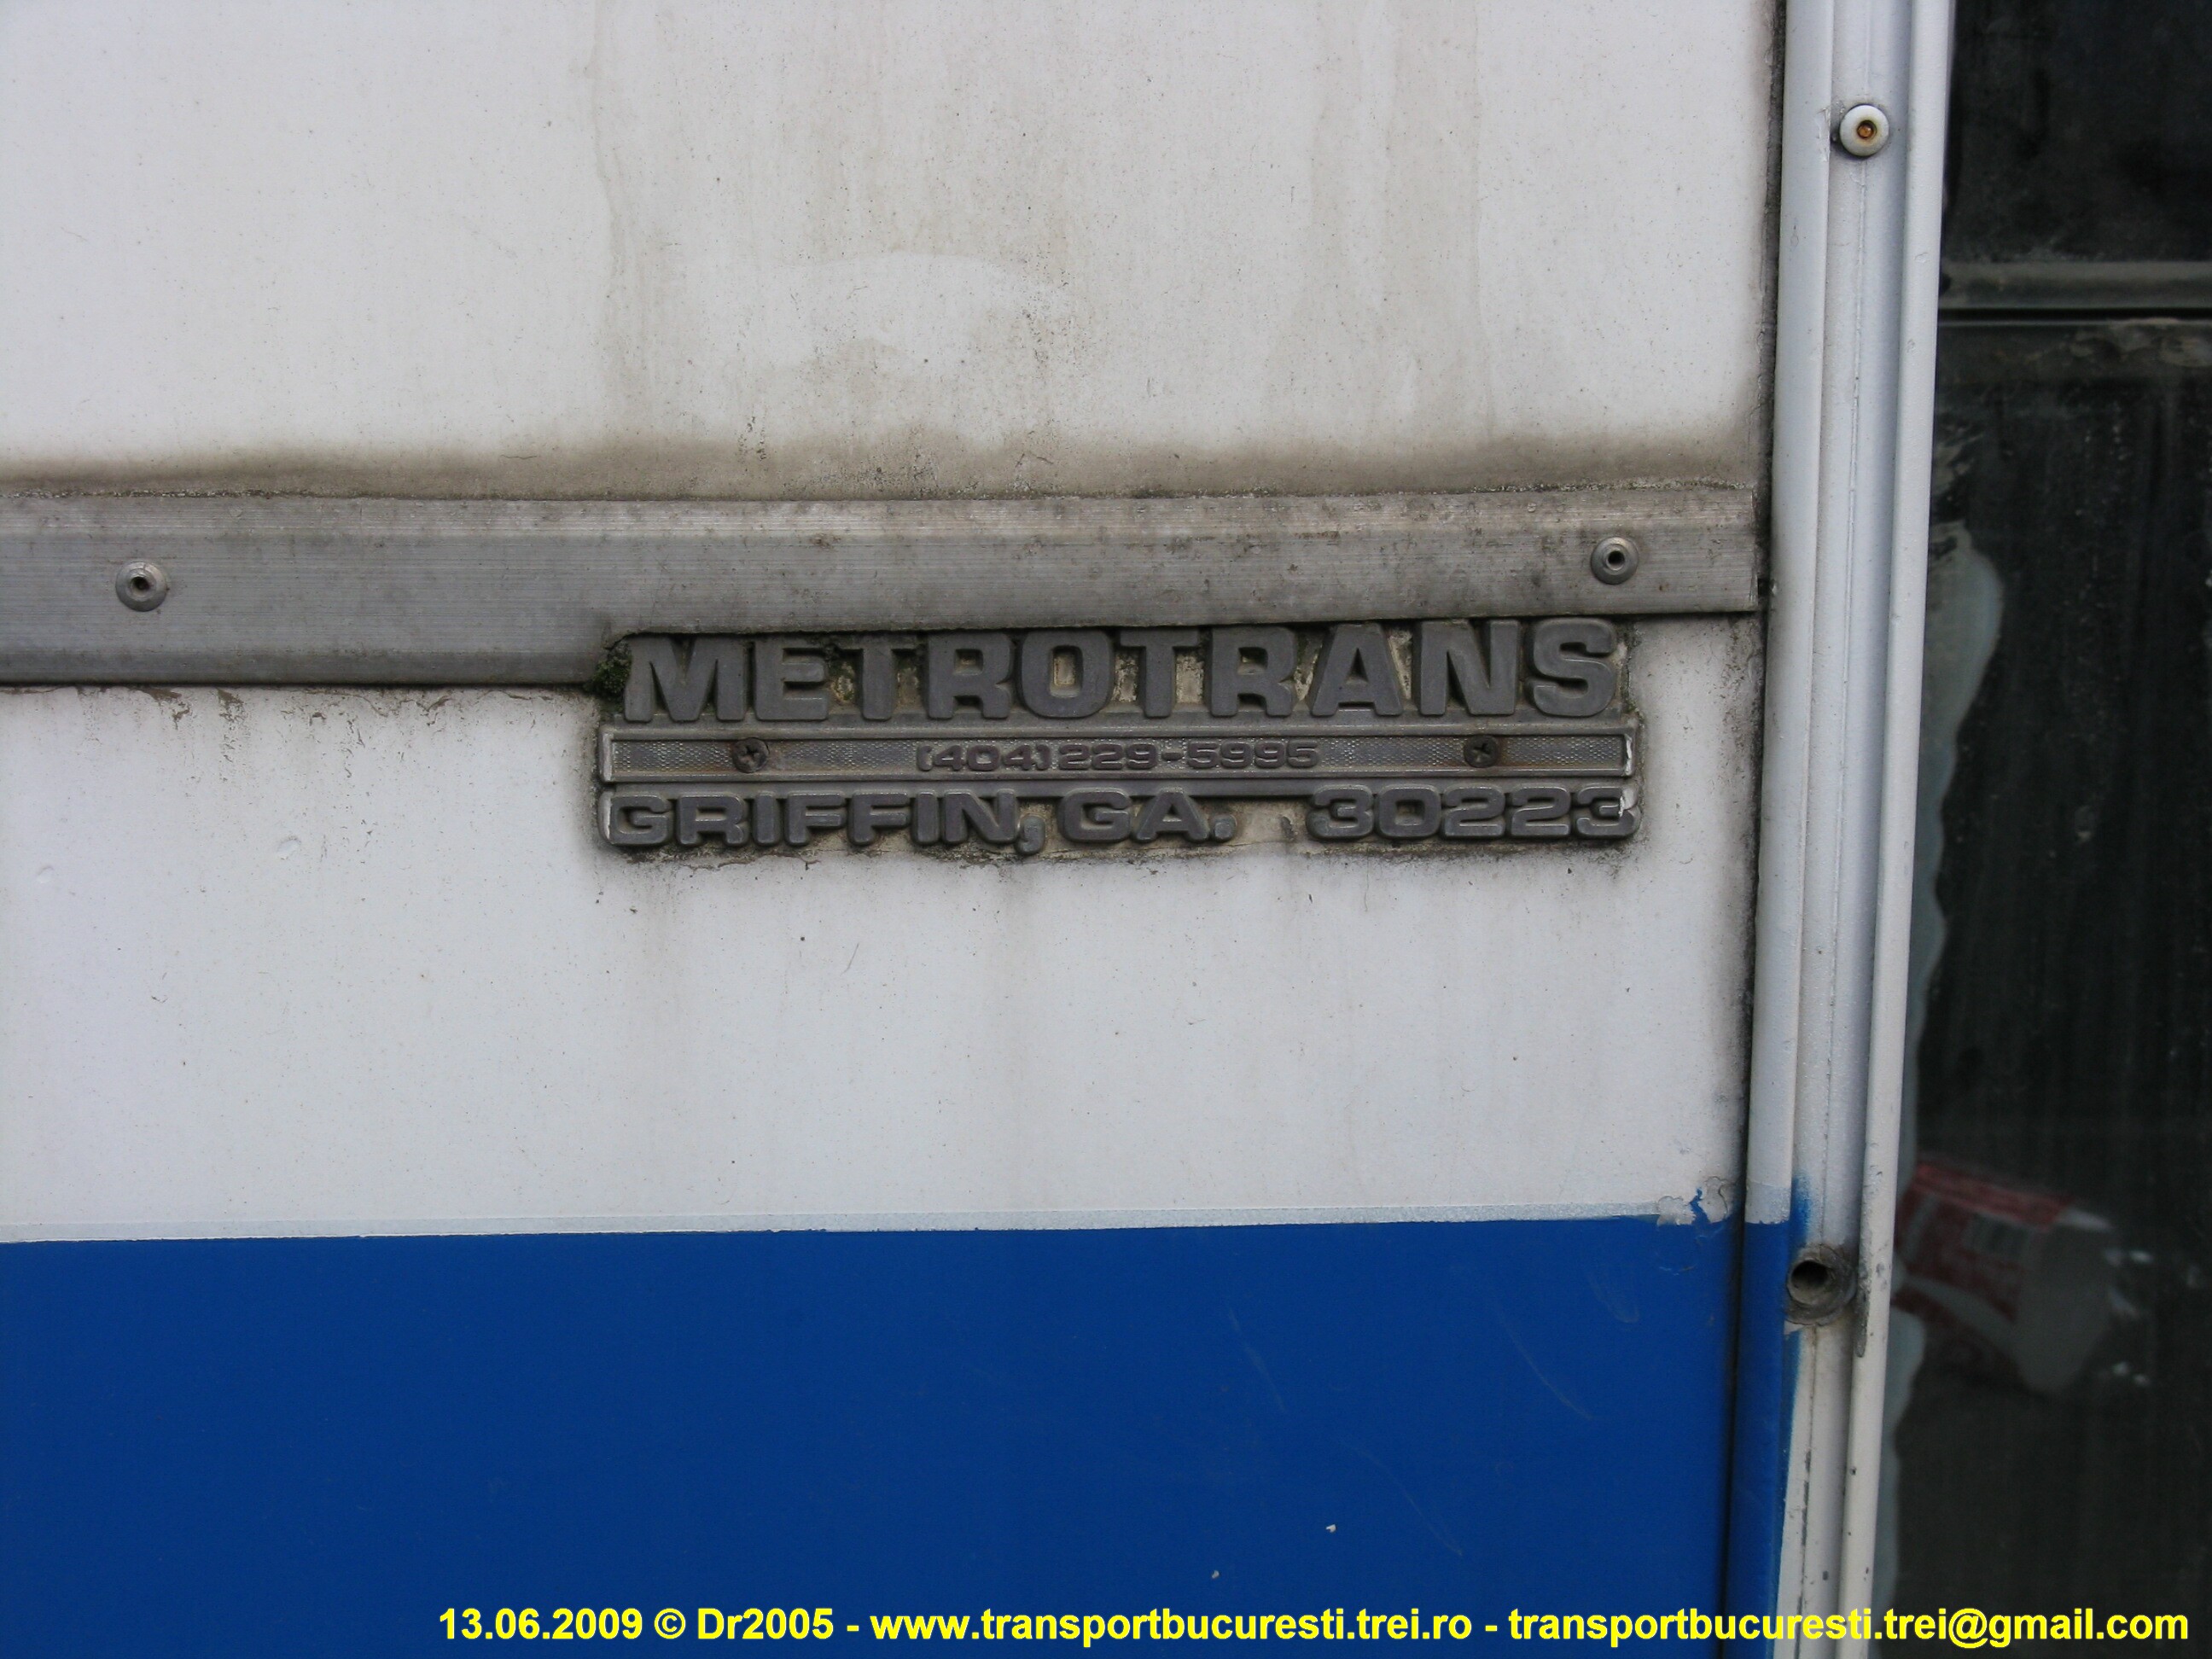 METROTRANS
(404) 229-5995
GRIFFIN, GA. 30223
13.06.2009 © Dr2005 - www.transportbucuresti.trei.ro - transportbucuresti.trei@gmail.com